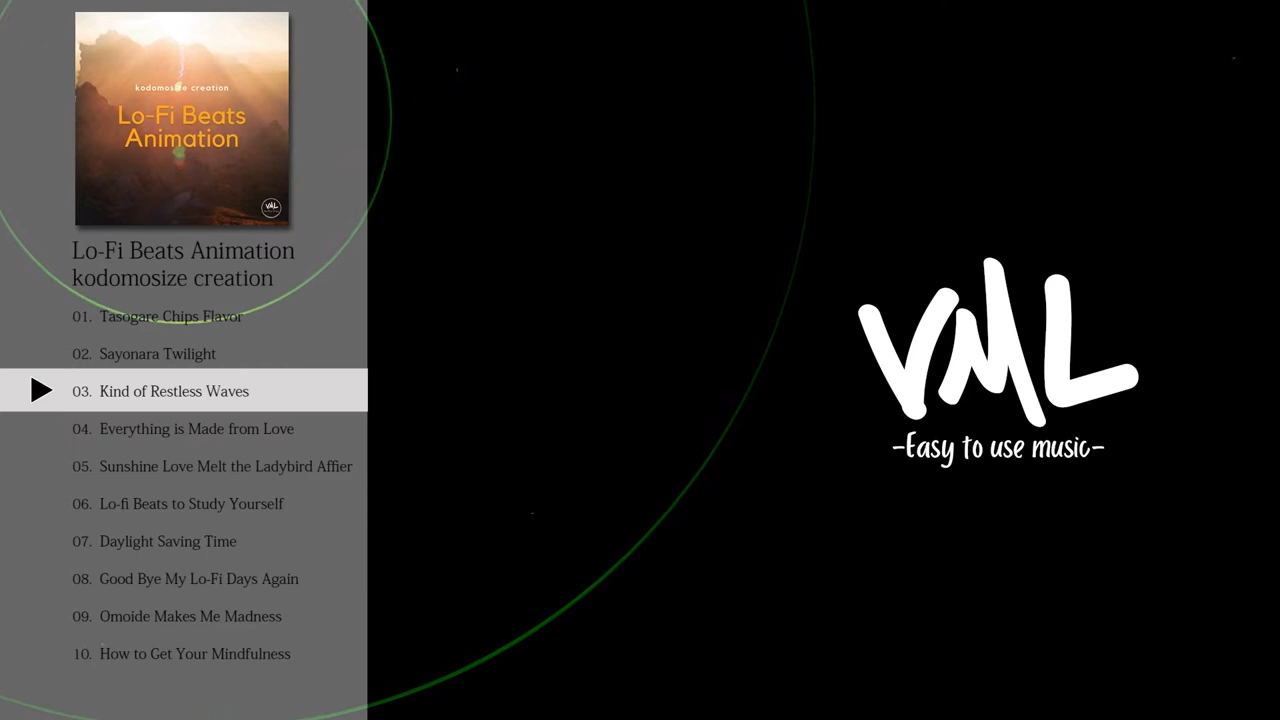 kodomosize creation
Lo-Fi Beats
Animation
VML
Lo-Fi Beats Animation
kodomosize creation
01. Tasogare Chips Flavor
02. Sayonara Twilight
03. Kind of Restless Waves
04. Everything is Made from Love
05. Sunshine Love Melt the Ladybird Affier
06. Lo-fi Beats to Study Yourself
07. Daylight Saving Time
08. Good Bye My Lo-Fi Days Again
09. Omoide Makes Me Madness
10. How to Get Your Mindfulness
VML
-Easy to use music-